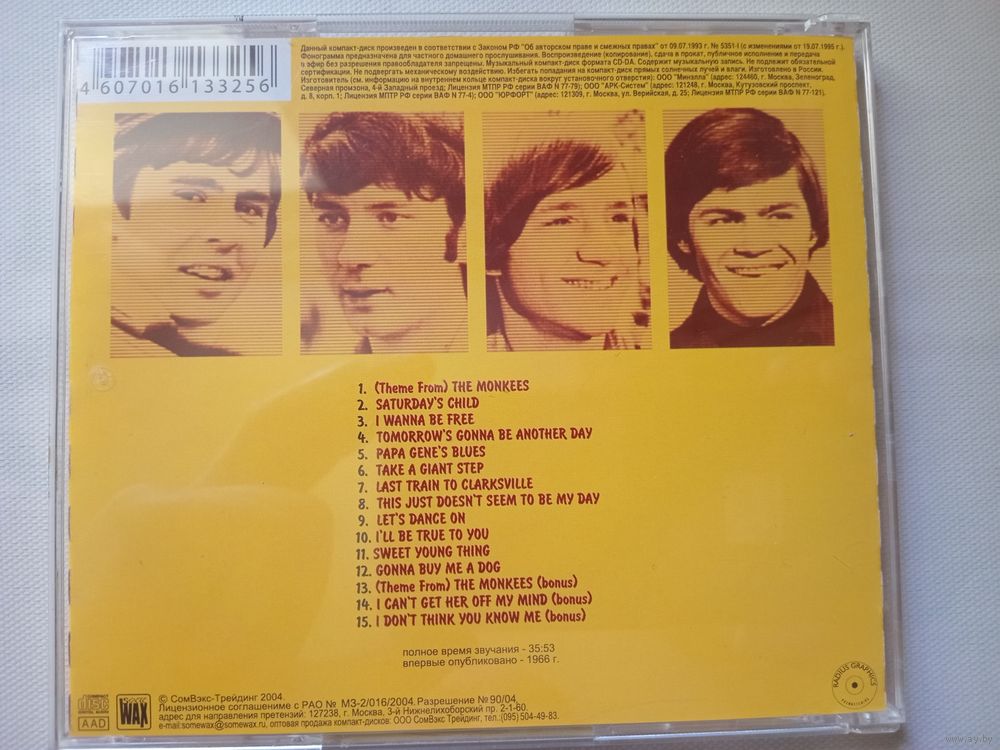 Данный компакт-диск произведен в соответствии с Законом РФ "Об авторском праве и смежных правах" от 09.07.1993 г. № 5351-I (с изменениями от 19.07.1995 г.).
Фонограмма предназначена для частного домашнего прослушивания. Воспроизведение (копирование), сдача в прокат, публичное исполнение и передача
в эфир без разрешения правообладателя запрещены. Музыкальный компакт-диск формата CD-DA. Содержит музыкальную запись. Не подлежит обязательной
сертификации. Не подвергать механическому воздействию. Избегать попадания на компакт-диск прямых солнечных лучей и влаги. Изготовлено в России.
Изготовитель (см. информацию на внутреннем кольце компакт-диска вокруг установочного отверстия): ООО "Минэлла" (адрес: 124460, г. Москва, Зеленоград,
Северная промзона, 4-й Западный проезд; Лицензия МТПР РФ серии ВАФ N 77-79); ООО "АРК-Систем" (адрес: 121248, г. Москва, Кутузовский проспект,
д. 8, корп. 1; Лицензия МТПР РФ серии ВАФ N 77-4); ООО "ЮРФОРТ" (адрес: 121309, г. Москва, ул. Верийская, д. 25; Лицензия МТПР РФ серии ВАФ N 77-121).
4 607016 133256
1. (Theme From) THE MONKEES
2. SATURDAY'S CHILD
3. I WANNA BE FREE
4. TOMORROW'S GONNA BE ANOTHER DAY
5. PAPA GENE'S BLUES
6. TAKE A GIANT STEP
7. LAST TRAIN TO CLARKSVILLE
8. THIS JUST DOESN'T SEEM TO BE MY DAY
9. LET'S DANCE ON
10. I'LL BE TRUE TO YOU
11. SWEET YOUNG THING
12. GONNA BUY ME A DOG
13. (Theme From) THE MONKEES (bonus)
14. I CAN'T GET HER OFF MY MIND (bonus)
15. I DON'T THINK YOU KNOW ME (bonus)
полное время звучания - 35:53
впервые опубликовано - 1966 г.
RADIUS GRAPHICS
COMPACT
disc
DIGITAL AUDIO
AAD
WAX
© СомВэкс-Трейдинг 2004.
Лицензионное соглашение с РАО № МЗ-2/016/2004. Разрешение № 90/04.
адрес для направления претензий: 127238, г. Москва, 3-й Нижнелихоборский пр. 2-1-60.
e-mail:somewax@somewax.ru, оптовая продажа компакт-дисков. ООО СомВэкс Трейдинг, тел.:(095) 504-49-83.
www.ay.by